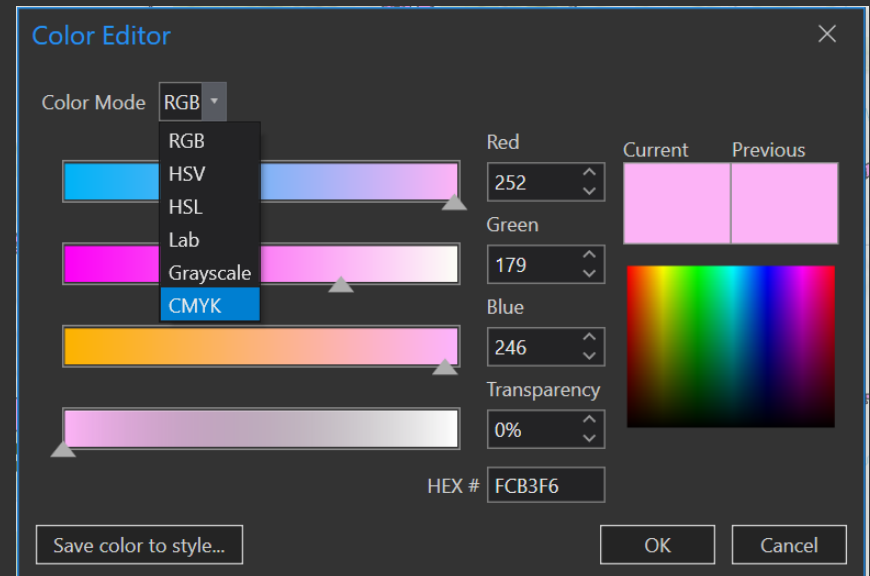 Color Editor
Color Mode RGB
RGB
HSV
HSL
Lab
Grayscale
CMYK
Red
252
Green
179
Blue
246
Transparency
0%
HEX # FCB3F6
Current Previous
Save color to style...
OK
Cancel